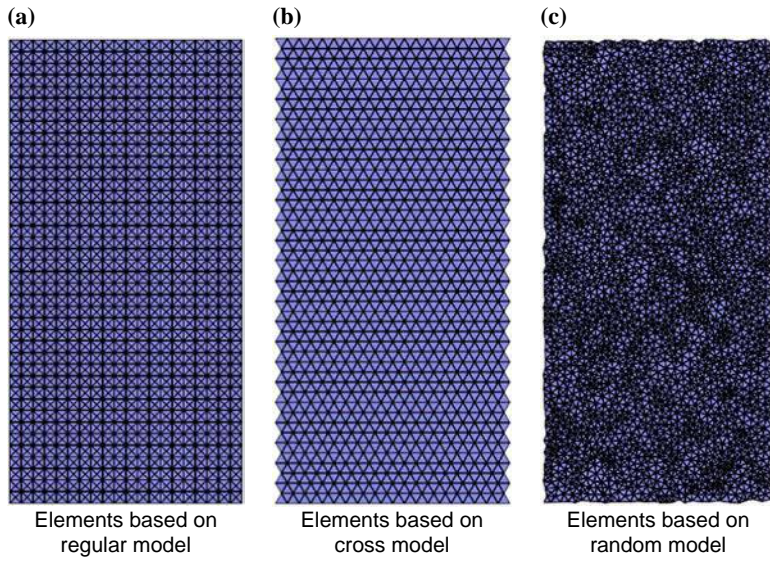 (a)
(b)
(c)
Elements based on
regular model
Elements based on
cross model
Elements based on
random model